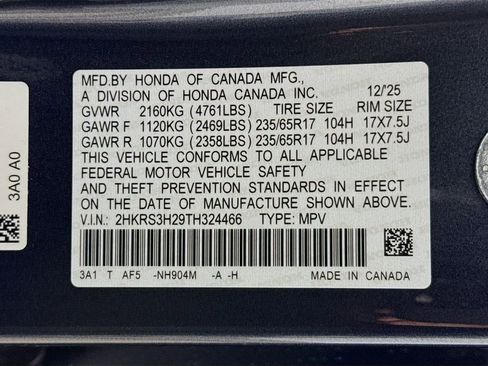 MFD.BY HONDA OF CANADA MFG.,
A DIVISION OF HONDA CANADA INC. 12/25
GVWR 2160KG (4761LBS) TIRE SIZE RIM SIZE
GAWR F 1120KG (2469LBS) 235/65R17 104H 17X7.5J
GAWR R 1070KG (2358LBS) 235/65R17 104H 17X7.5J
THIS VEHICLE CONFORMS TO ALL APPLICABLE
FEDERAL MOTOR VEHICLE SAFETY
AND THEFT PREVENTION STANDARDS IN EFFECT
ON THE DATE OF MANUFACTURE SHOWN ABOVE.
V.I.N: 2HKRS3H29TH324466 TYPE: MPV
3A1 T AF5 -NH904M -A -H MADE IN CANADA
3A0 A0